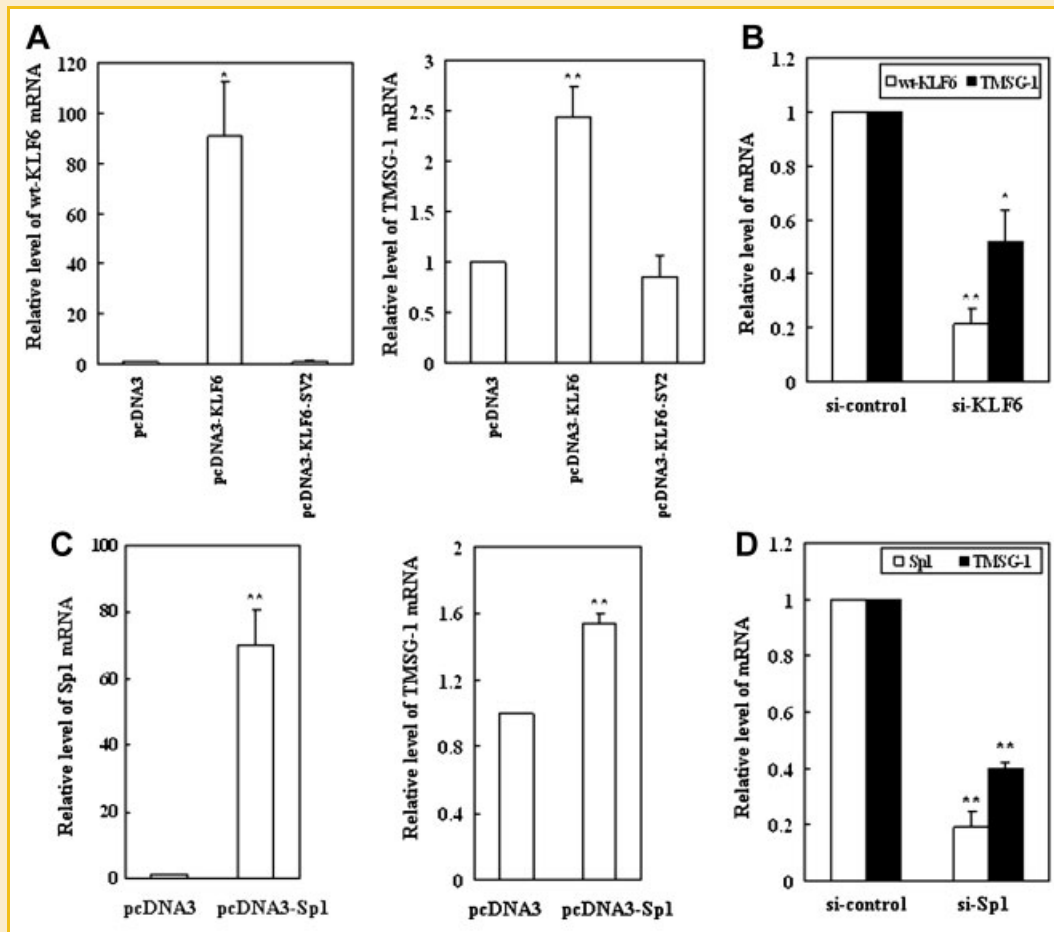 A
Relative level of wt-KLF6 mRNA
120
100
80
60
40
20
0
*
pcDNA3
pcDNA3-KLF6
pcDNA3-KLF6-SV2
Relative level of TMSG-1 mRNA
3
2.5
2
1.5
1
0.5
0
**
pcDNA3
pcDNA3-KLF6
pcDNA3-KLF6-SV2
B
Relative level of mRNA
1.2
1
0.8
0.6
0.4
0.2
0
wt-KLF6 TMSG-1
**
*
si-control si-KLF6
C
Relative level of Sp1 mRNA
100
80
60
40
20
0
**
pcDNA3 pcDNA3-Sp1
Relative level of TMSG-1 mRNA
2
1.6
1.2
0.8
0.4
0
**
pcDNA3 pcDNA3-Sp1
D
Relative level of mRNA
1.2
1
0.8
0.6
0.4
0.2
0
Sp1 TMSG-1
**
**
si-control si-Sp1